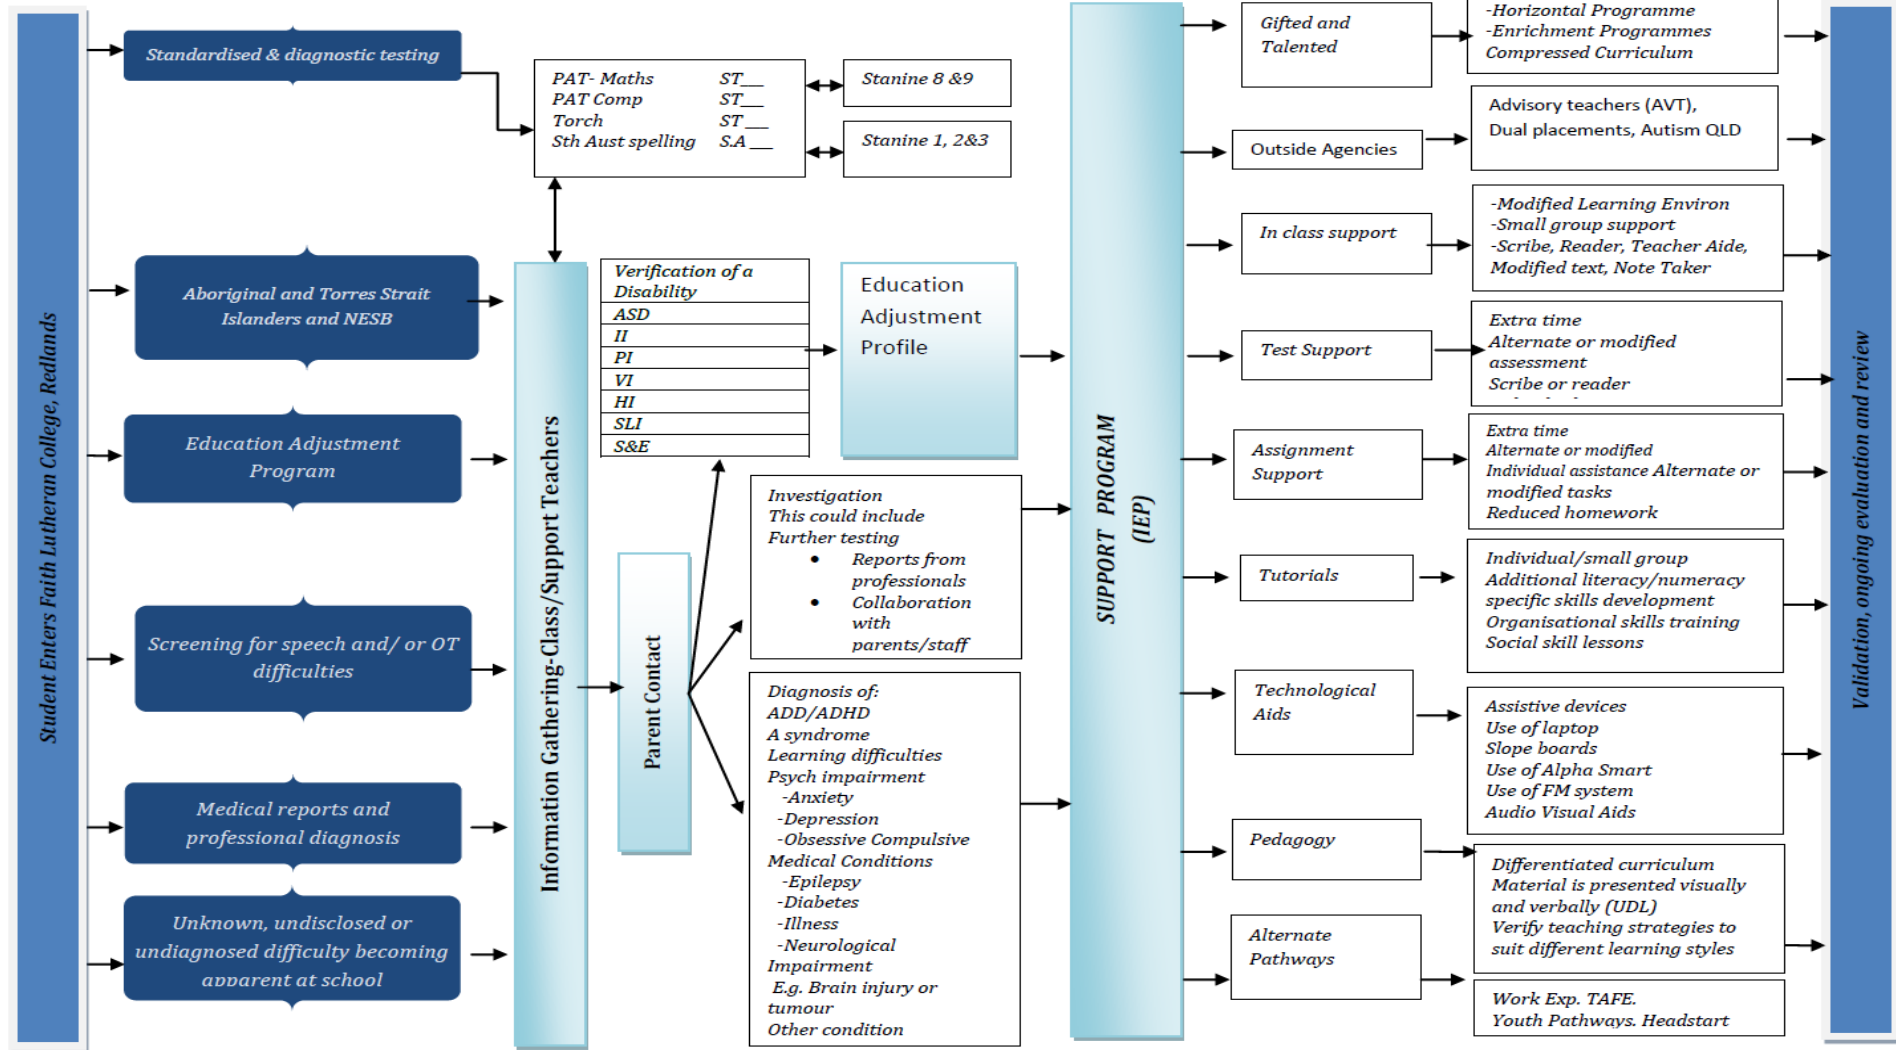 Student Enters Faith Lutheran College, Redlands
Standardised & diagnostic testing
Aboriginal and Torres Strait
Islanders and NESB
Education Adjustment
Program
Screening for speech and/ or OT
difficulties
Medical reports and
professional diagnosis
Unknown, undisclosed or
undiagnosed difficulty becoming
apparent at school
PAT- Maths ST__
PAT Comp ST__
Torch ST __
Sth Aust spelling S.A __
Stanine 8 &9
Stanine 1, 2&3
Information Gathering-Class/Support Teachers
Verification of a
Disability
ASD
II
PI
VI
HI
SLI
S&E
Education
Adjustment
Profile
Parent Contact
Investigation
This could include
Further testing
• Reports from
professionals
• Collaboration
with
parents/staff
Diagnosis of:
ADD/ADHD
A syndrome
Learning difficulties
Psych impairment
-Anxiety
-Depression
-Obsessive Compulsive
Medical Conditions
-Epilepsy
-Diabetes
-Illness
-Neurological
Impairment
E.g. Brain injury or
tumour
Other condition
SUPPORT PROGRAM
(IEP)
Gifted and
Talented
-Horizontal Programme
-Enrichment Programmes
Compressed Curriculum
Outside Agencies
Advisory teachers (AVT),
Dual placements, Autism QLD
In class support
-Modified Learning Environ
-Small group support
-Scribe, Reader, Teacher Aide,
Modified text, Note Taker
Test Support
Extra time
Alternate or modified
assessment
Scribe or reader
Assignment
Support
Extra time
Alternate or modified
Individual assistance Alternate or
modified tasks
Reduced homework
Tutorials
Individual/small group
Additional literacy/numeracy
specific skills development
Organisational skills training
Social skill lessons
Technological
Aids
Assistive devices
Use of laptop
Slope boards
Use of Alpha Smart
Use of FM system
Audio Visual Aids
Pedagogy
Differentiated curriculum
Material is presented visually
and verbally (UDL)
Verify teaching strategies to
suit different learning styles
Alternate
Pathways
Work Exp. TAFE.
Youth Pathways. Headstart
Validation, ongoing evaluation and review